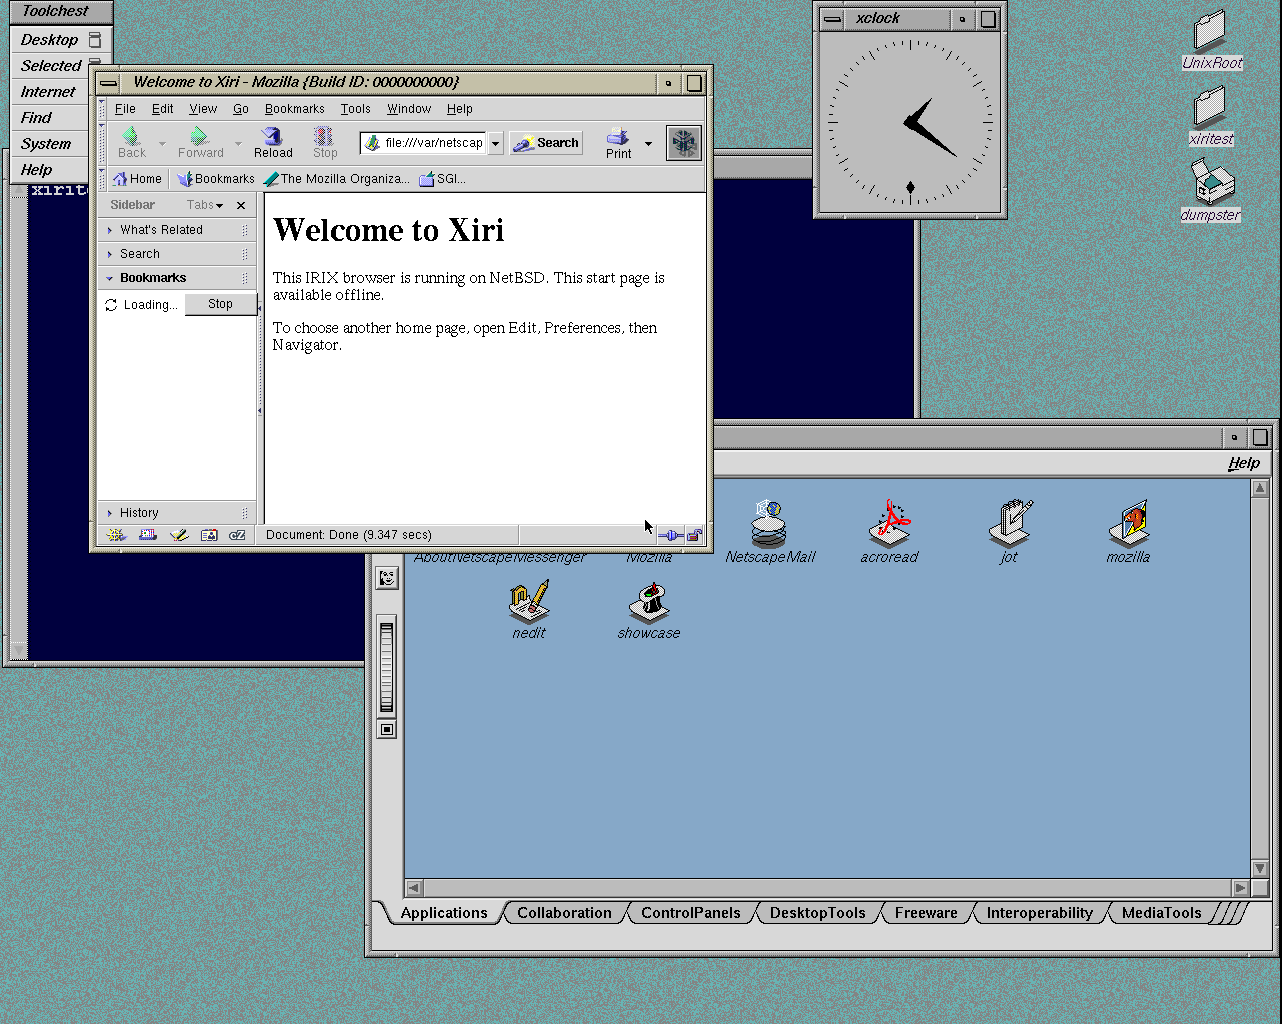 Toolchest
Desktop
Selected
Internet
Find
System
Help
xclock
UnixRoot
xiritest
dumpster
Welcome to Xiri - Mozilla {Build ID: 0000000000}
File Edit View Go Bookmarks Tools Window Help
Back Forward Reload Stop file:///var/netscap Search Print
Home Bookmarks The Mozilla Organiza... SGI...
Sidebar Tabs
What's Related
Search
Bookmarks
Loading... Stop
History
Welcome to Xiri
This IRIX browser is running on NetBSD. This start page is
available offline.
To choose another home page, open Edit, Preferences, then
Navigator.
Document: Done (9.347 secs)
Help
AboutNetscapeMessenger Mozilla NetscapeMail acroread jot mozilla
nedit showcase
Applications Collaboration ControlPanels DesktopTools Freeware Interoperability MediaTools